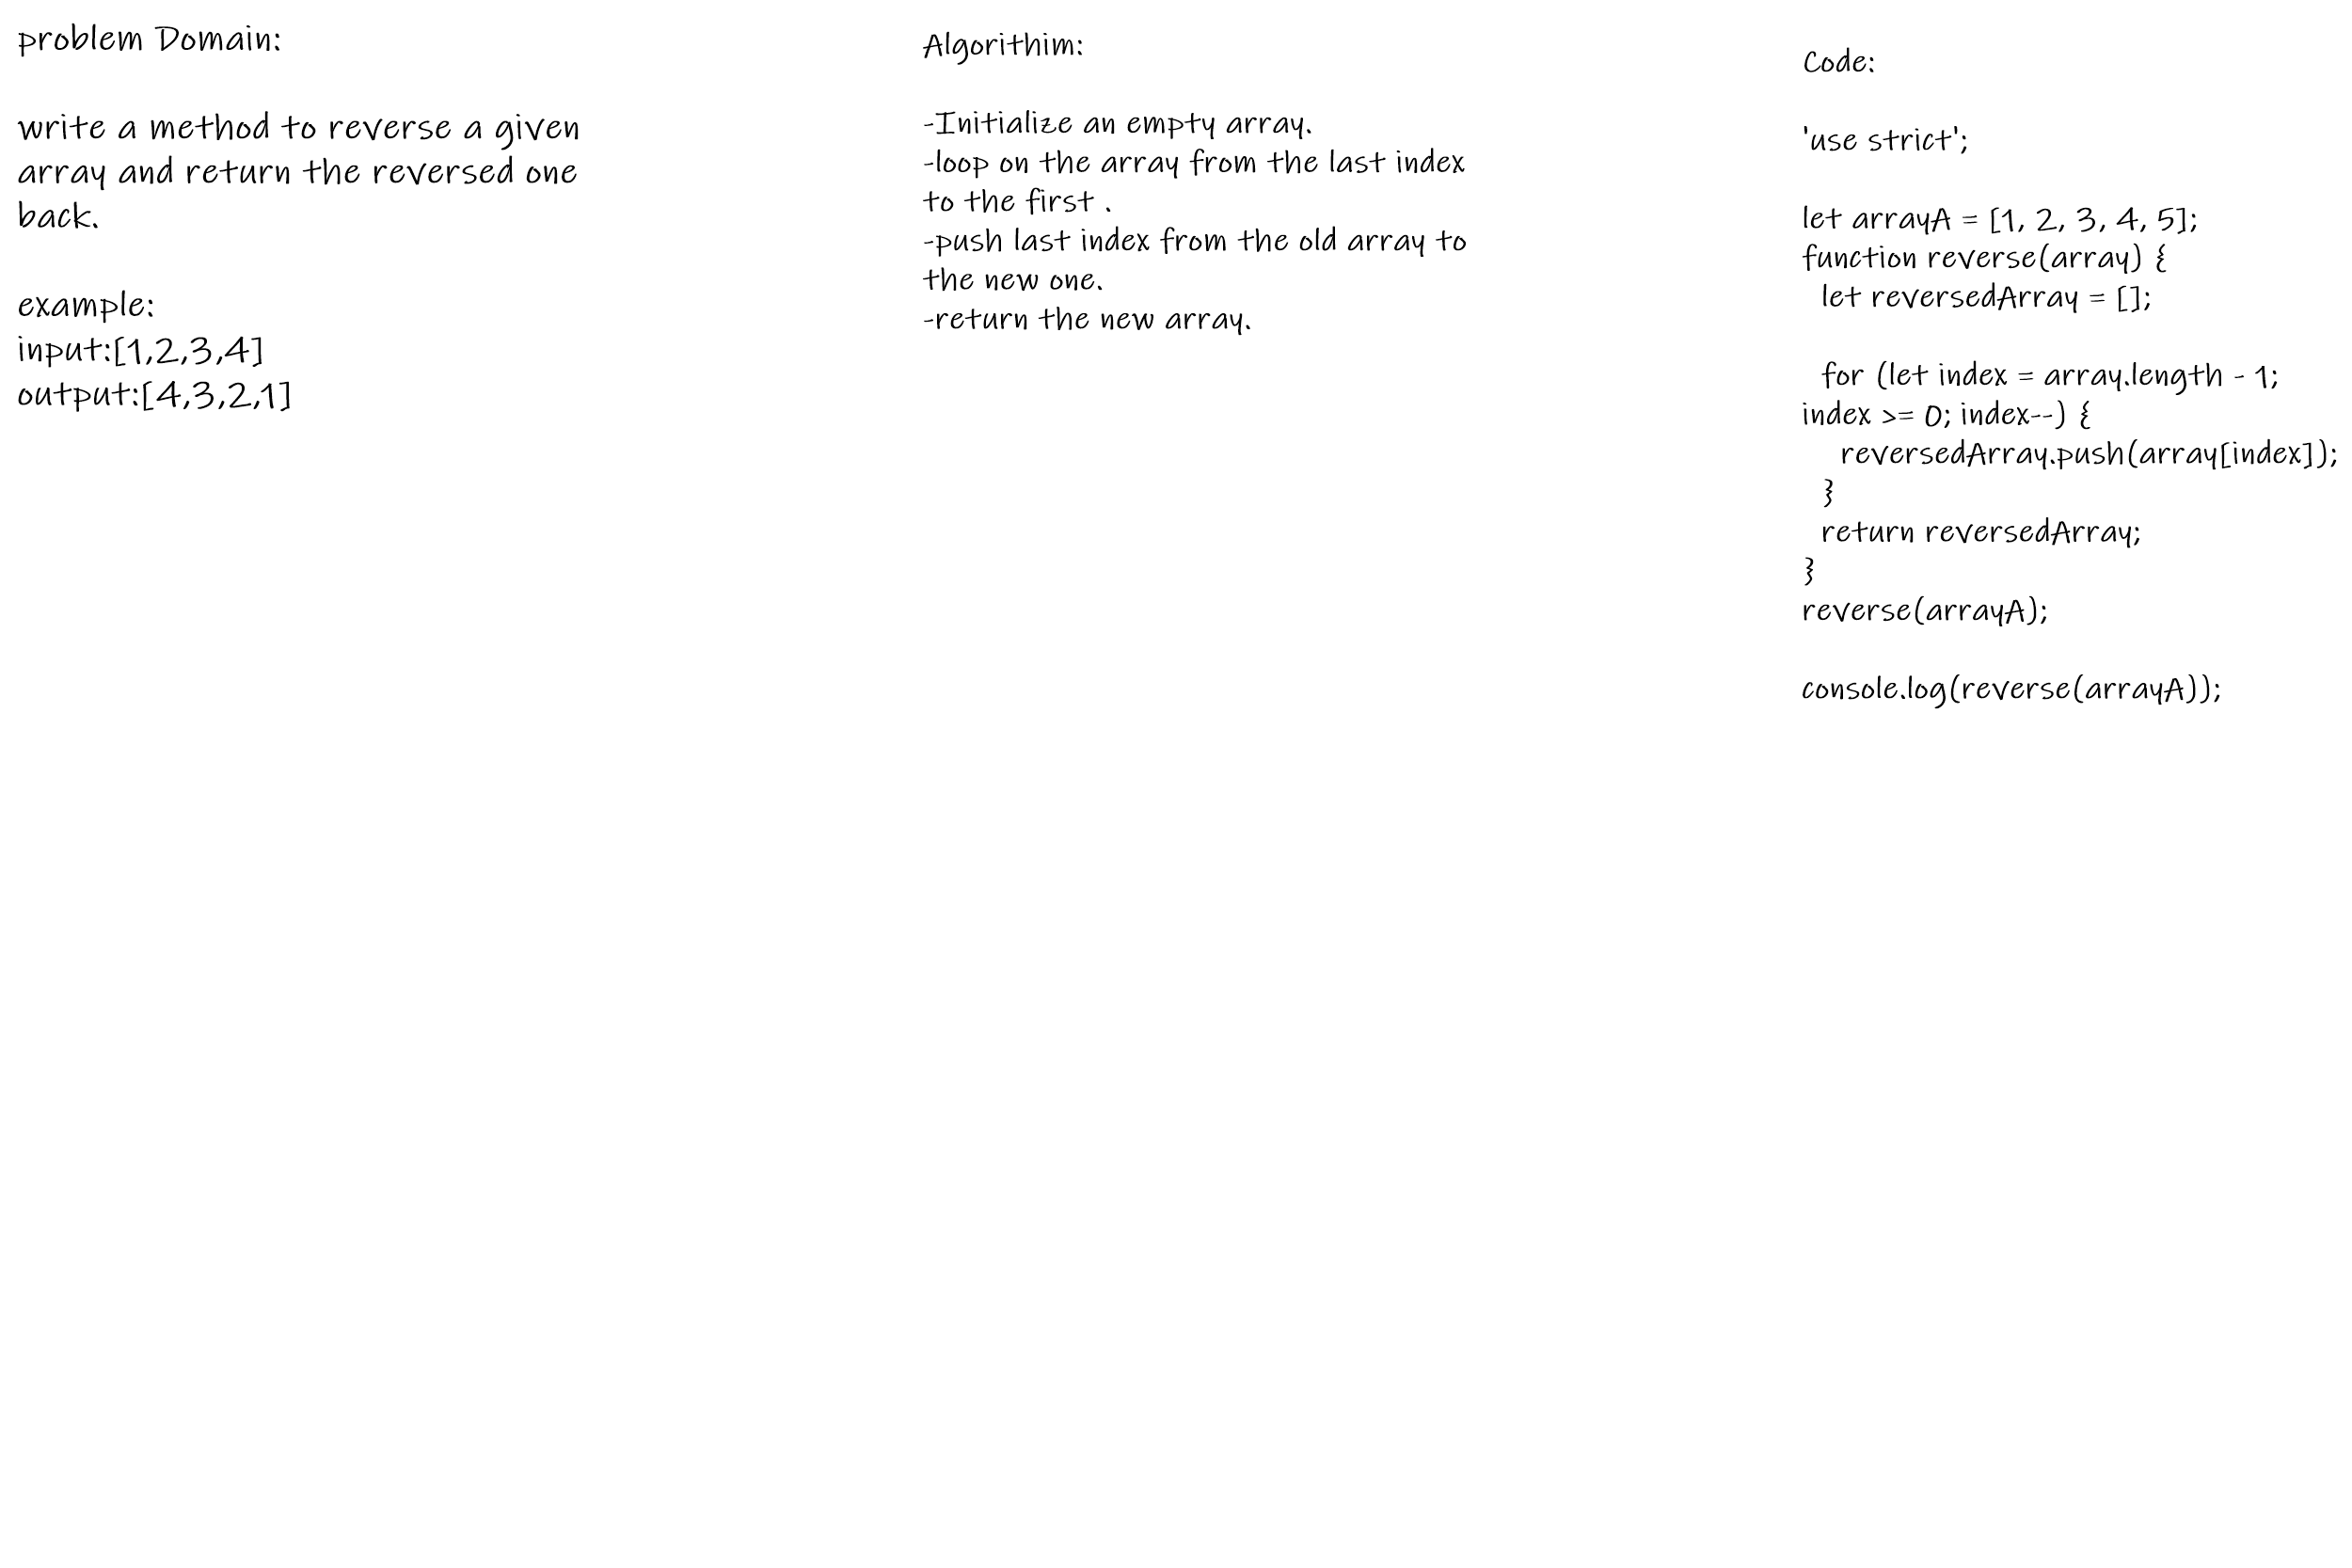 problem Domain:
write a method to reverse a given
array and return the reversed one
back.
example:
input:[1,2,3,4]
output:[4,3,2,1]
Algorithim:
-Initialize an empty array.
-loop on the array from the last index
to the first .
-push last index from the old array to
the new one.
-return the new array.
Code:
'use strict';
let arrayA = [1, 2, 3, 4, 5];
function reverse(array) {
  let reversedArray = [];
  for (let index = array.length - 1;
index >= 0; index--) {
    reversedArray.push(array[index]);
  }
  return reversedArray;
}
reverse(arrayA);
console.log(reverse(arrayA));